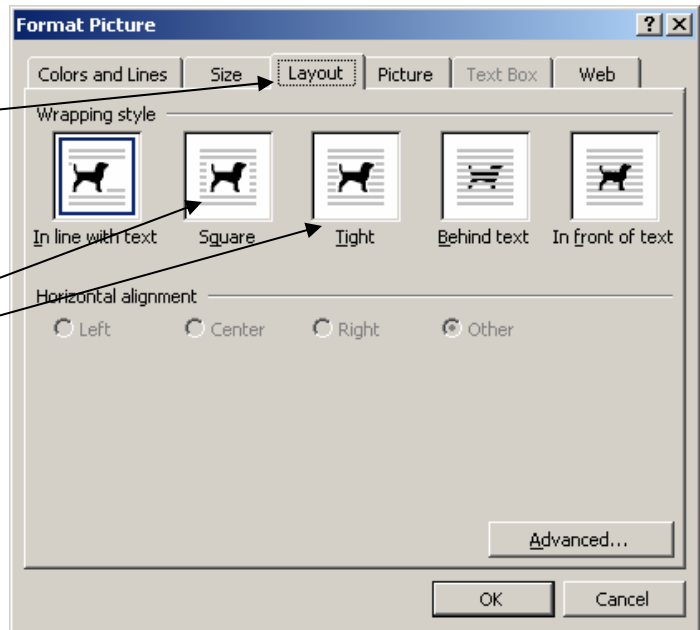 Format Picture
Colors and Lines Size Layout Picture Text Box Web
Wrapping style
In line with text Square Tight Behind text In front of text
Horizontal alignment
Left Center Right Other
Advanced...
OK Cancel